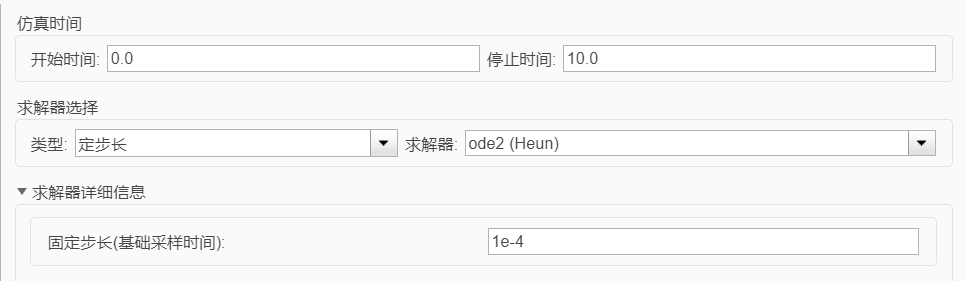 仿真时间
开始时间: 0.0 停止时间: 10.0
求解器选择
类型: 定步长 求解器: ode2 (Heun)
求解器详细信息
固定步长(基础采样时间): 1e-4